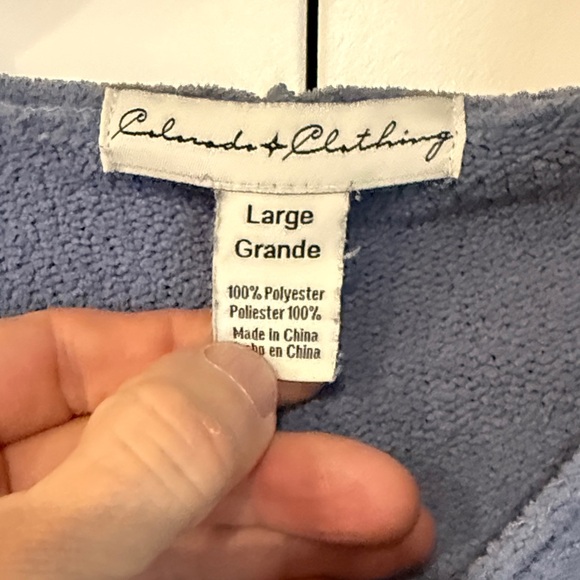 Colorado Clothing
Large
Grande
100% Polyester
Poliester 100%
Made in China
en China